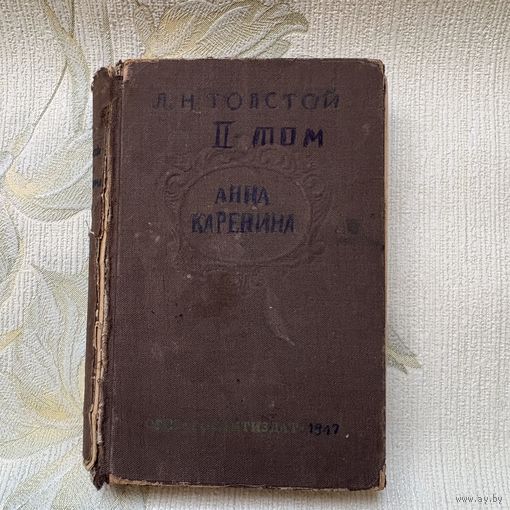 Л. Н. ТОЛСТОЙ
II - том
АННА
КАРЕНИНА
1947
www.ay.by